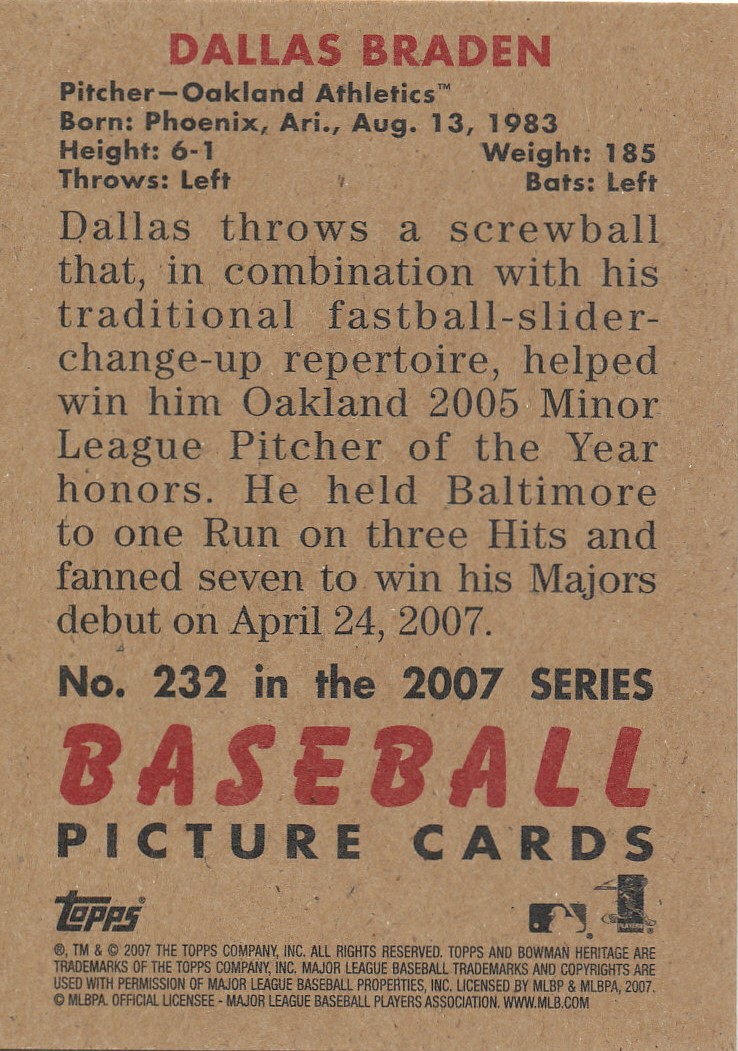 DALLAS BRADEN
Pitcher—Oakland Athletics™
Born: Phoenix, Ari., Aug. 13, 1983
Height: 6-1 Weight: 185
Throws: Left Bats: Left
Dallas throws a screwball
that, in combination with his
traditional fastball-slider-
change-up repertoire, helped
win him Oakland 2005 Minor
League Pitcher of the Year
honors. He held Baltimore
to one Run on three Hits and
fanned seven to win his Majors
debut on April 24, 2007.
No. 232 in the 2007 SERIES
BASEBALL
PICTURE CARDS
Topps®
PLAYERS
®, TM & © 2007 THE TOPPS COMPANY, INC. ALL RIGHTS RESERVED. TOPPS AND BOWMAN HERITAGE ARE
TRADEMARKS OF THE TOPPS COMPANY, INC. MAJOR LEAGUE BASEBALL TRADEMARKS AND COPYRIGHTS ARE
USED WITH PERMISSION OF MAJOR LEAGUE BASEBALL PROPERTIES, INC. LICENSED BY MLBP & MLBPA, 2007.
© MLBPA. OFFICIAL LICENSEE - MAJOR LEAGUE BASEBALL PLAYERS ASSOCIATION. WWW.MLB.COM